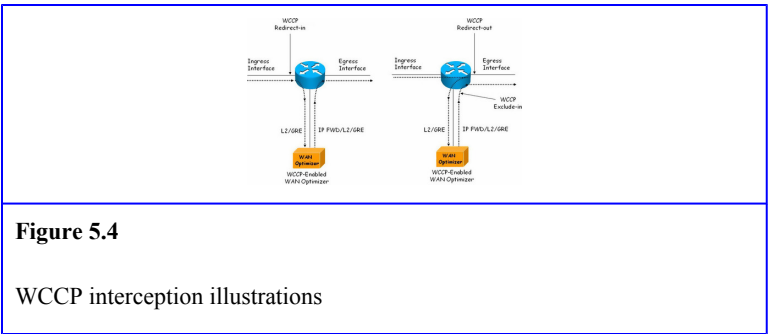 WCCP
Redirect-in
Ingress
Interface
Egress
Interface
L2/GRE
IP FWD/L2/GRE
WAN
Optimizer
WCCP-Enabled
WAN Optimizer
WCCP
Redirect-out
Ingress
Interface
Egress
Interface
WCCP
Exclude-in
L2/GRE
IP FWD/L2/GRE
WAN
Optimizer
WCCP-Enabled
WAN Optimizer
Figure 5.4
WCCP interception illustrations